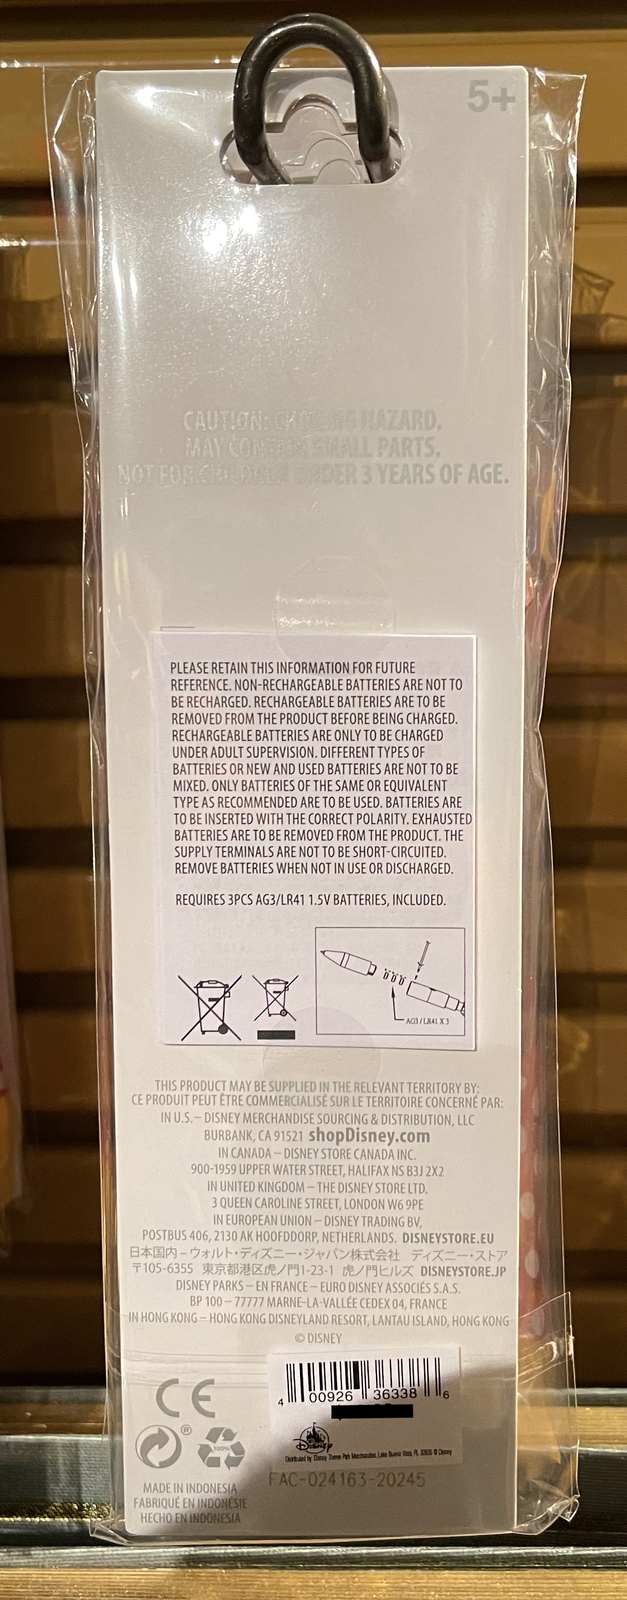 5+
CAUTION: CHOKING HAZARD.
MAY CONTAIN SMALL PARTS.
NOT FOR CHILDREN UNDER 3 YEARS OF AGE.
PLEASE RETAIN THIS INFORMATION FOR FUTURE
REFERENCE. NON-RECHARGEABLE BATTERIES ARE NOT TO
BE RECHARGED. RECHARGEABLE BATTERIES ARE TO BE
REMOVED FROM THE PRODUCT BEFORE BEING CHARGED.
RECHARGEABLE BATTERIES ARE ONLY TO BE CHARGED
UNDER ADULT SUPERVISION. DIFFERENT TYPES OF
BATTERIES OR NEW AND USED BATTERIES ARE NOT TO BE
MIXED. ONLY BATTERIES OF THE SAME OR EQUIVALENT
TYPE AS RECOMMENDED ARE TO BE USED. BATTERIES ARE
TO BE INSERTED WITH THE CORRECT POLARITY. EXHAUSTED
BATTERIES ARE TO BE REMOVED FROM THE PRODUCT. THE
SUPPLY TERMINALS ARE NOT TO BE SHORT-CIRCUITED.
REMOVE BATTERIES WHEN NOT IN USE OR DISCHARGED.
REQUIRES 3PCS AG3/LR41 1.5V BATTERIES, INCLUDED.
AG3 / LR41 X 3
THIS PRODUCT MAY BE SUPPLIED IN THE RELEVANT TERRITORY BY;
CE PRODUIT PEUT ÊTRE COMMERCIALISÉ SUR LE TERRITOIRE CONCERNÉ PAR:
IN U.S.– DISNEY MERCHANDISE SOURCING & DISTRIBUTION, LLC
BURBANK, CA 91521 shopDisney.com
IN CANADA – DISNEY STORE CANADA INC.
900-1959 UPPER WATER STREET, HALIFAX NS B3J 2X2
IN UNITED KINGDOM – THE DISNEY STORE LTD.
3 QUEEN CAROLINE STREET, LONDON W6 9PE
IN EUROPEAN UNION – DISNEY TRADING BV,
POSTBUS 406, 2130 AK HOOFDDORP, NETHERLANDS. DISNEYSTORE.EU
日本国内 – ウォルト・ディズニー・ジャパン株式会社 ディズニー・ストア
〒105-6355 東京都港区虎ノ門1-23-1 虎ノ門ヒルズ DISNEYSTORE.JP
DISNEY PARKS – EN FRANCE – EURO DISNEY ASSOCIÉS S.A.S.
BP 100 – 77777 MARNE-LA-VALLÉE CEDEX 04, FRANCE
IN HONG KONG – HONG KONG DISNEYLAND RESORT, LANTAU ISLAND, HONG KONG
© DISNEY
4 00926 36338 6
CE
100%
Disney
Distributed by Disney Theme Park Merchandise, Lake Buena Vista, FL 32830 © Disney
FAC-024163-20245
MADE IN INDONESIA
FABRIQUÉ EN INDONÉSIE
HECHO EN INDONESIA